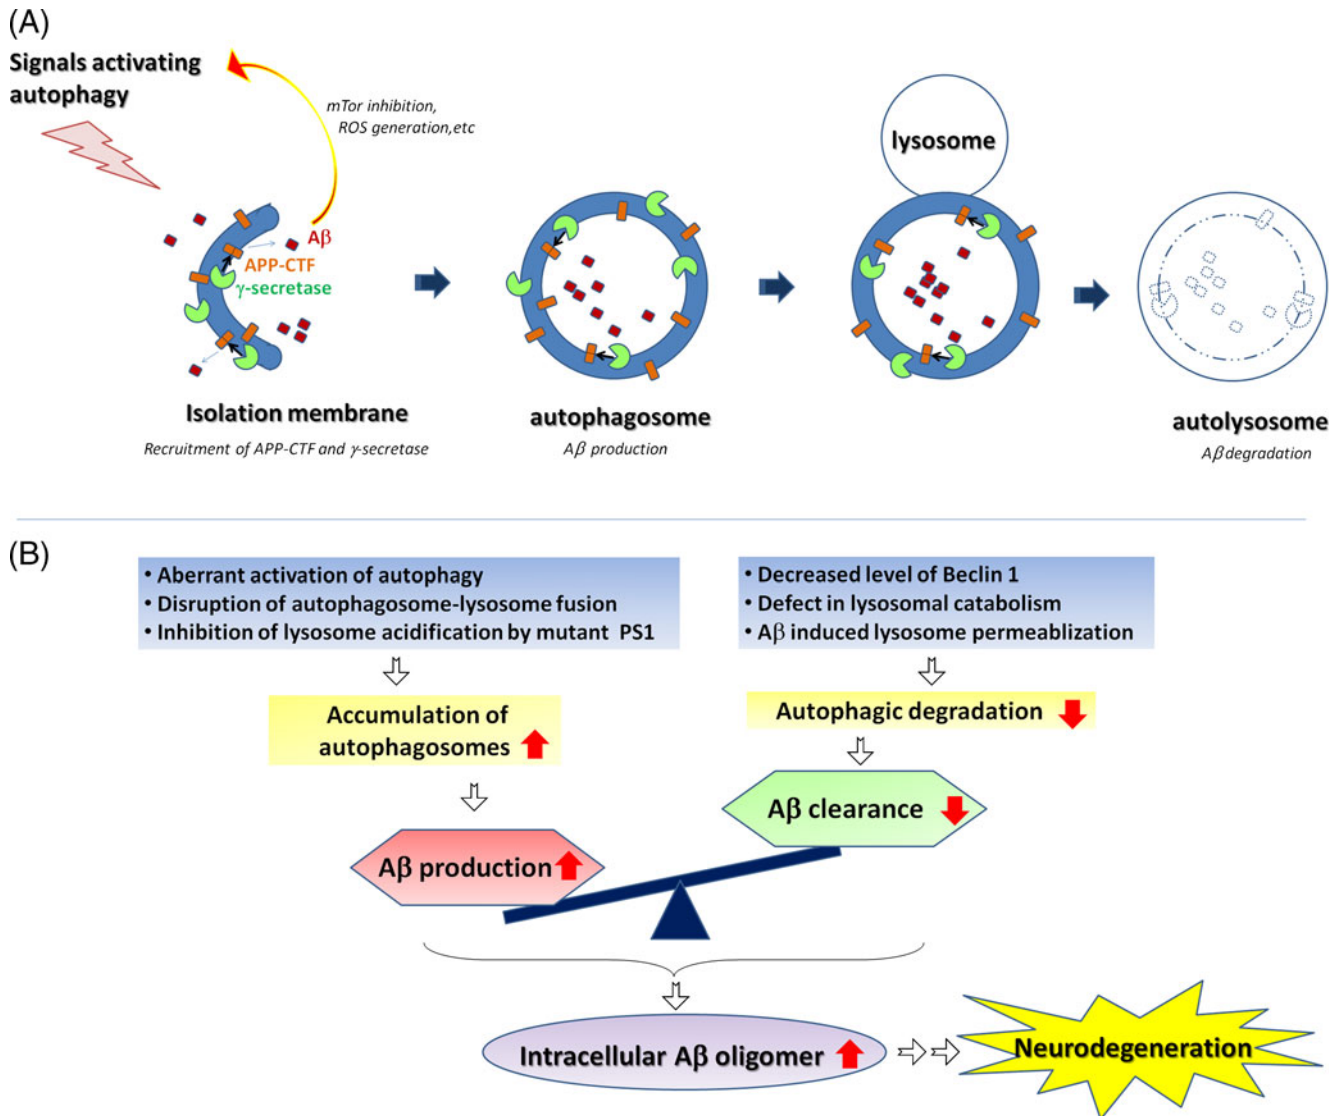 (A)
Signals activating
autophagy
mTor inhibition,
ROS generation,etc
Aβ
APP-CTF
γ-secretase
lysosome
Isolation membrane
Recruitment of APP-CTF and γ-secretase
autophagosome
Aβ production
autolysosome
Aβ degradation
(B)
• Aberrant activation of autophagy
• Disruption of autophagosome-lysosome fusion
• Inhibition of lysosome acidification by mutant PS1
• Decreased level of Beclin 1
• Defect in lysosomal catabolism
• Aβ induced lysosome permeablization
Accumulation of
autophagosomes
Autophagic degradation
Aβ clearance
Aβ production
Intracellular Aβ oligomer
Neurodegeneration